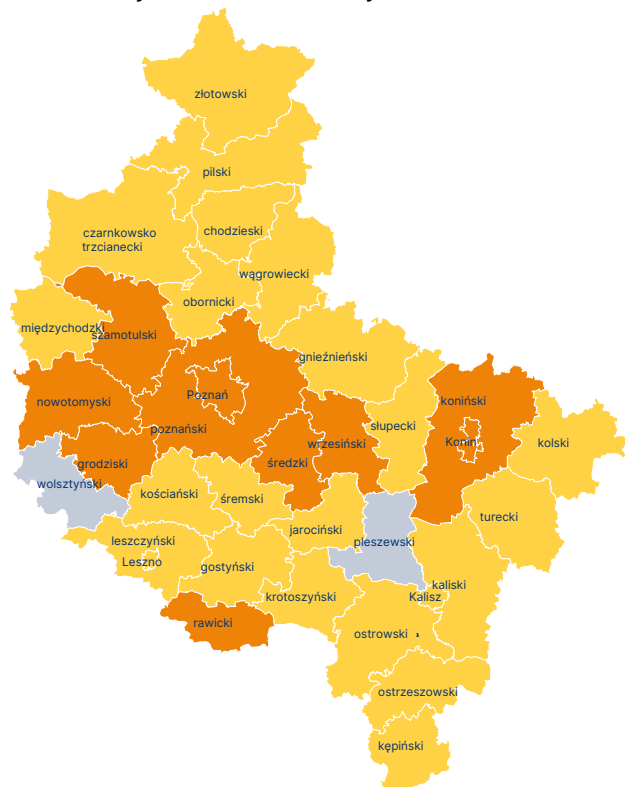 złotowski
pilski
czarnkowsko
trzcianecki
chodzieski
wągrowiecki
obornicki
międzychodzki
szamotulski
gnieźnieński
nowotomyski
Poznań
koniński
poznański
słupecki
wrzesiński
Konin
kolski
grodziski
średzki
wolsztyński
kościański
śremski
turecki
jarociński
leszczyński
pleszewski
Leszno
gostyński
kaliski
krotoszyński
Kalisz
rawicki
ostrowski
ostrzeszowski
kępiński